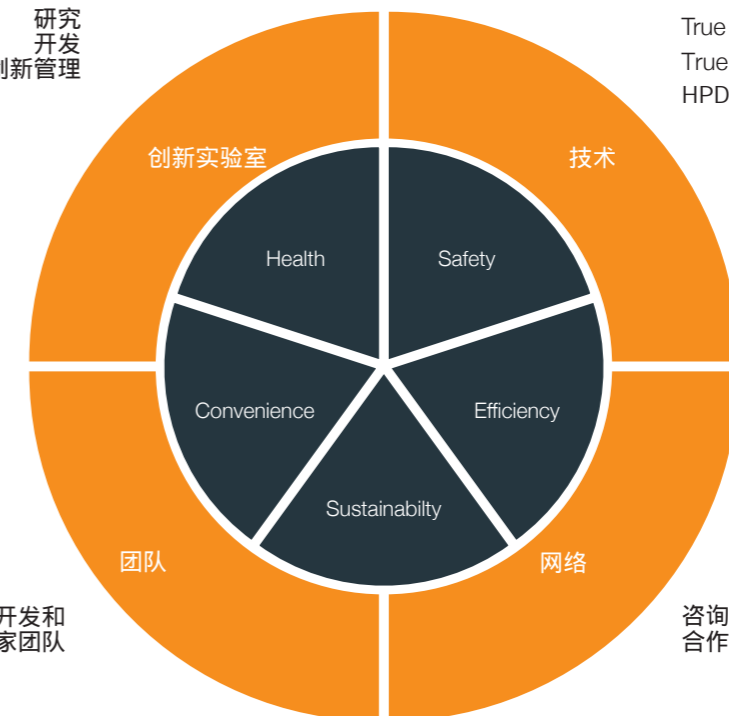 研究
开发
创新管理
True
True
HPD
创新实验室
技术
Health
Safety
Convenience
Efficiency
Sustainabilty
团队
网络
开发和
家团队
咨询
合作